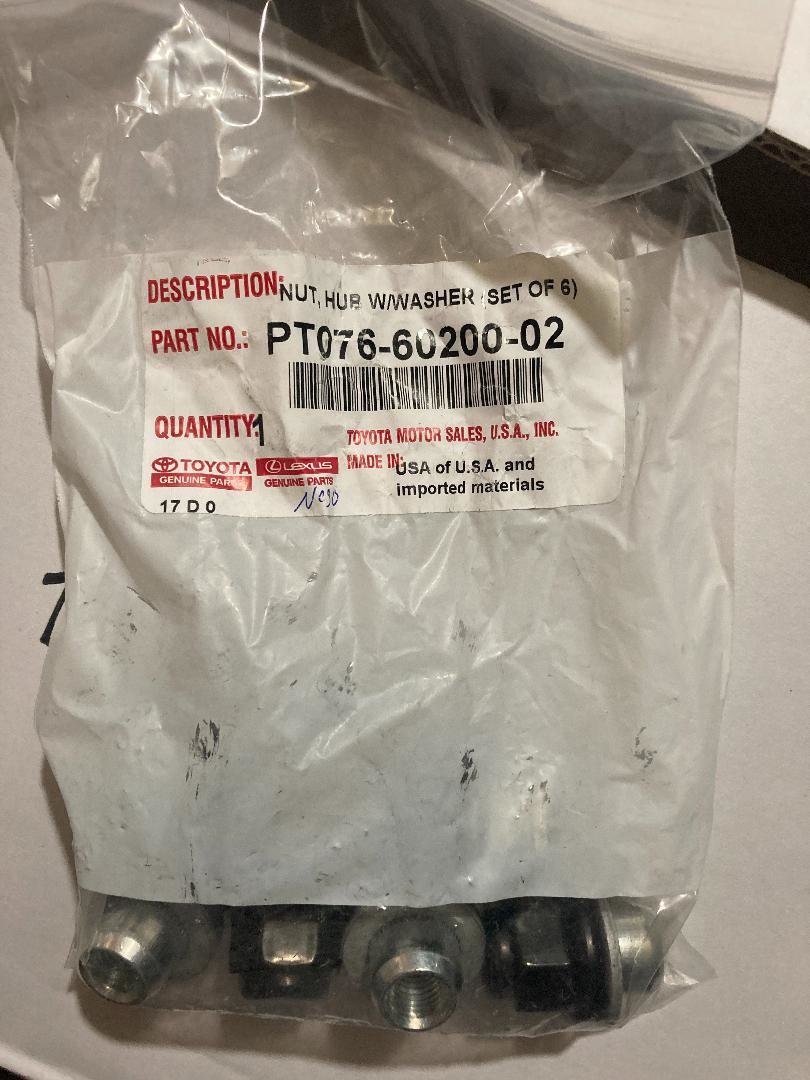 DESCRIPTION: NUT, HUB W/WASHER (SET OF 6)
PART NO.: PT076-60200-02
QUANTITY: 1
TOYOTA MOTOR SALES, U.S.A., INC.
TOYOTA
GENUINE PARTS
LEXUS
GENUINE PARTS
MADE IN: USA of U.S.A. and
imported materials
17 D 0